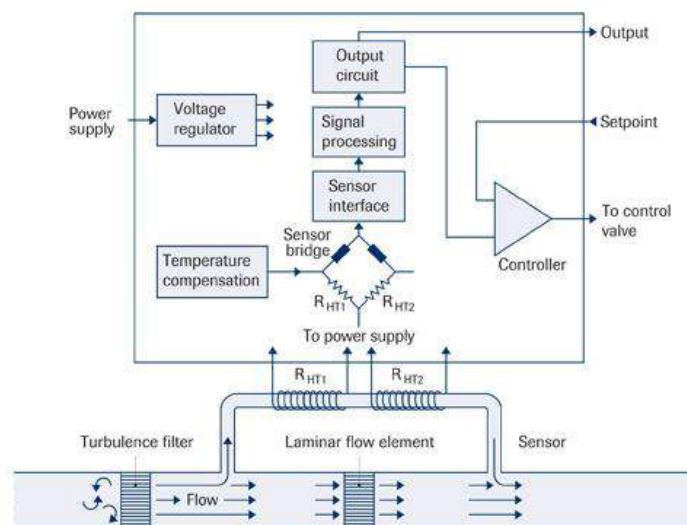 Output
Output
circuit
Power
supply
Voltage
regulator
Signal
processing
Setpoint
Sensor
interface
To control
valve
Sensor
bridge
Controller
Temperature
compensation
RHT1
RHT2
To power supply
RHT1
RHT2
Turbulence filter
Laminar flow element
Sensor
Flow